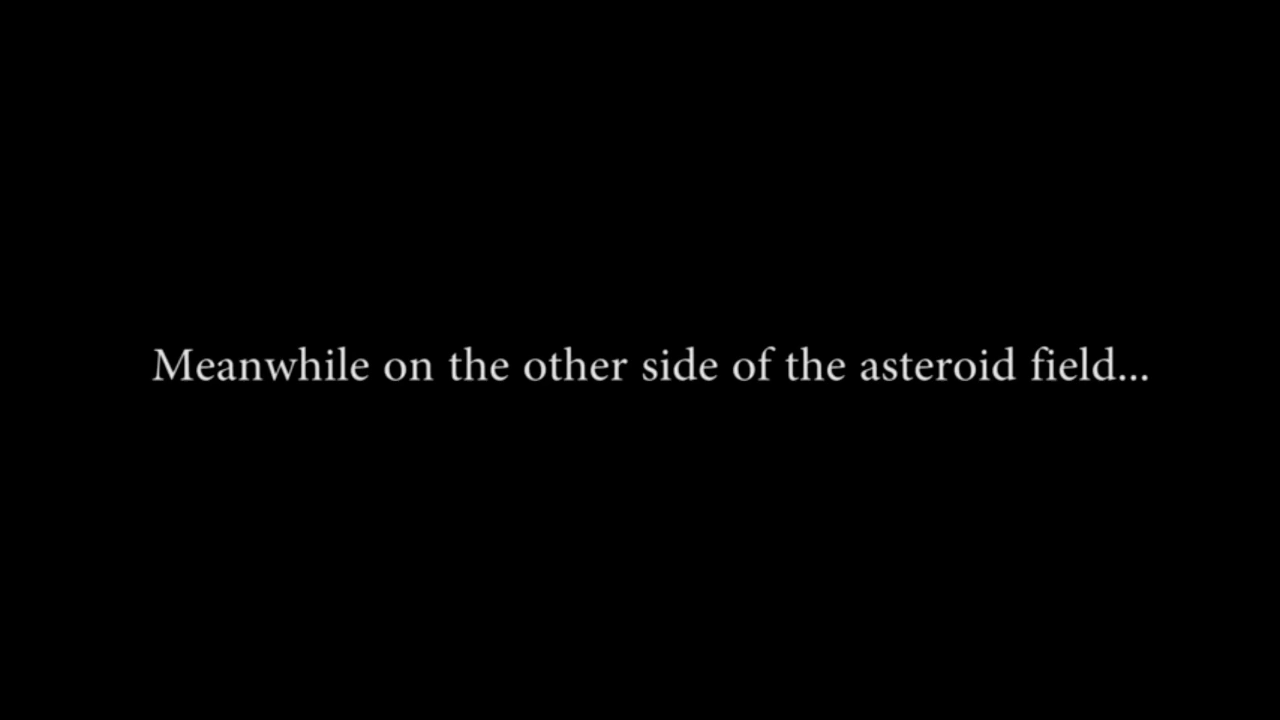 Meanwhile on the other side of the asteroid field...